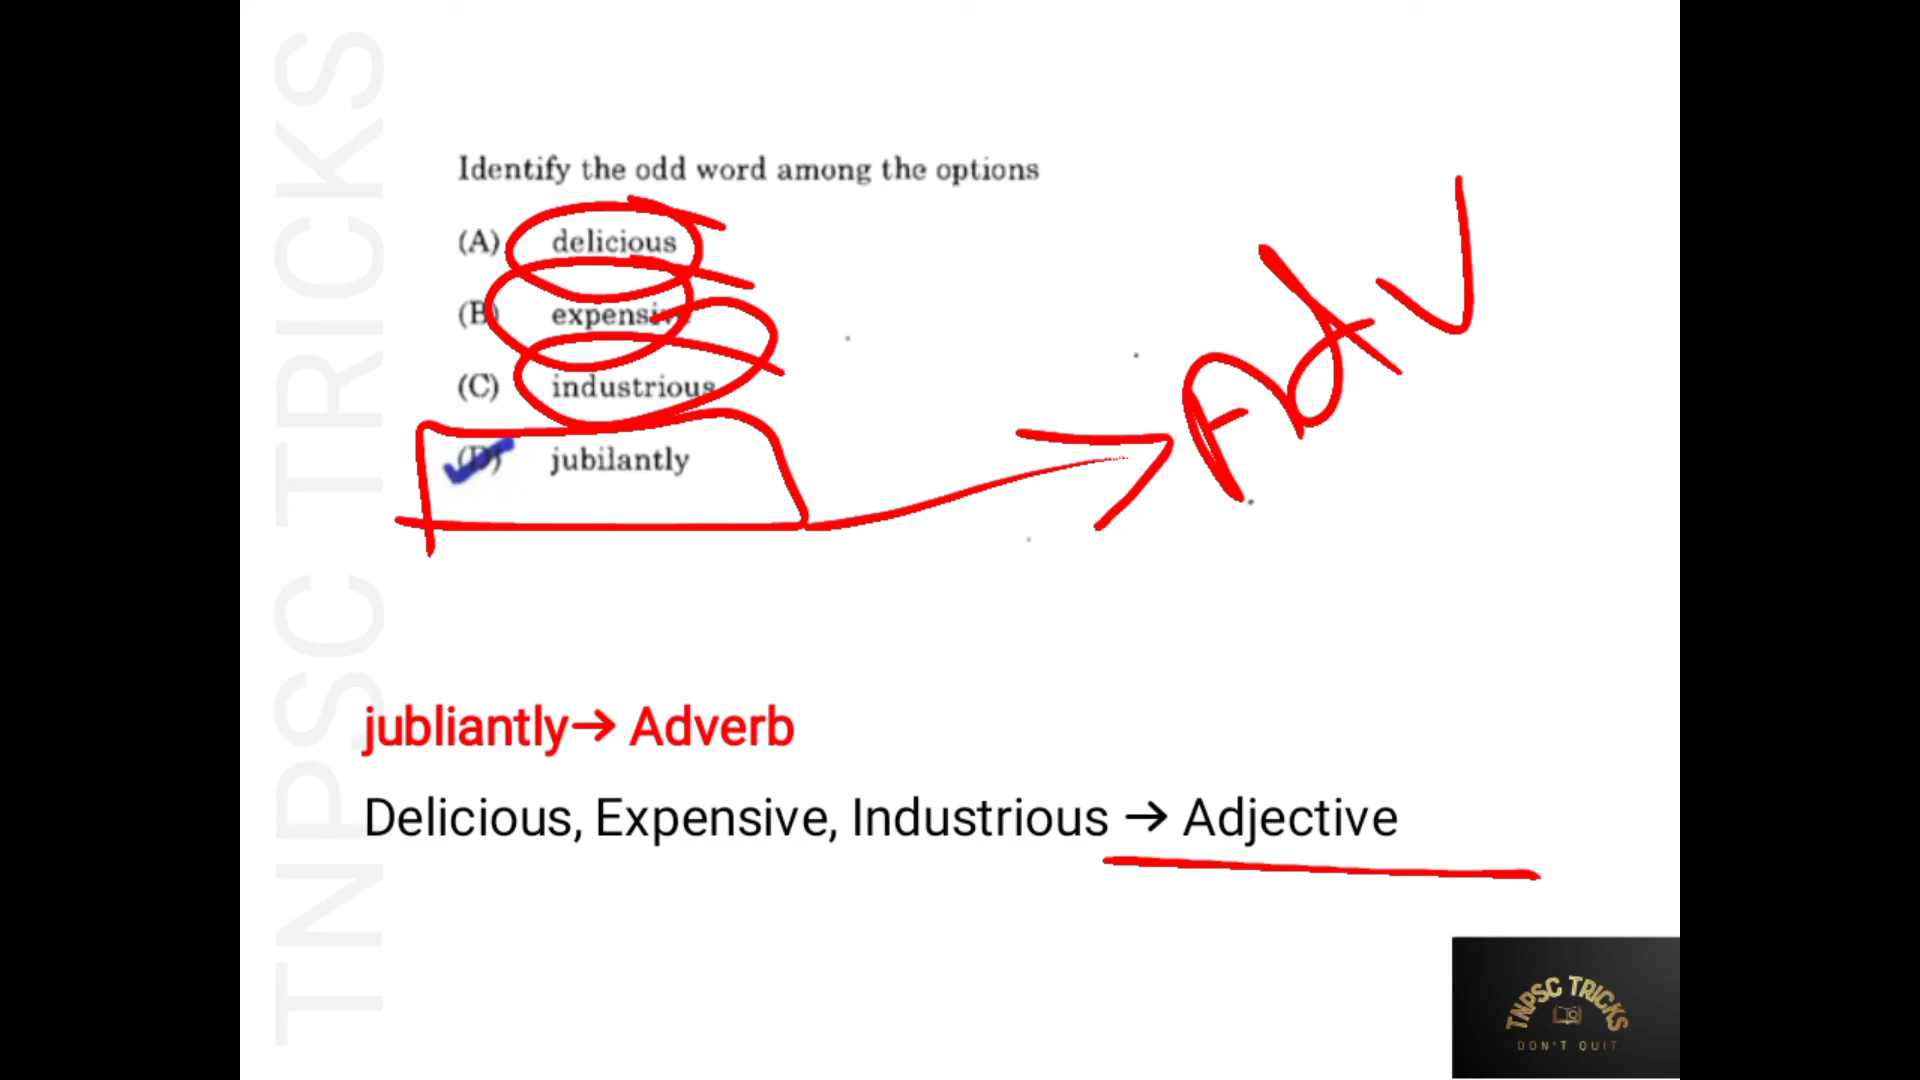 TNPSC TRICKS
Identify the odd word among the options
(A) delicious
(B) expensive
(C) industrious
(D) jubilantly
Adv
jubliantly→ Adverb
Delicious, Expensive, Industrious → Adjective
TNPSC TRICKS
DON'T QUIT